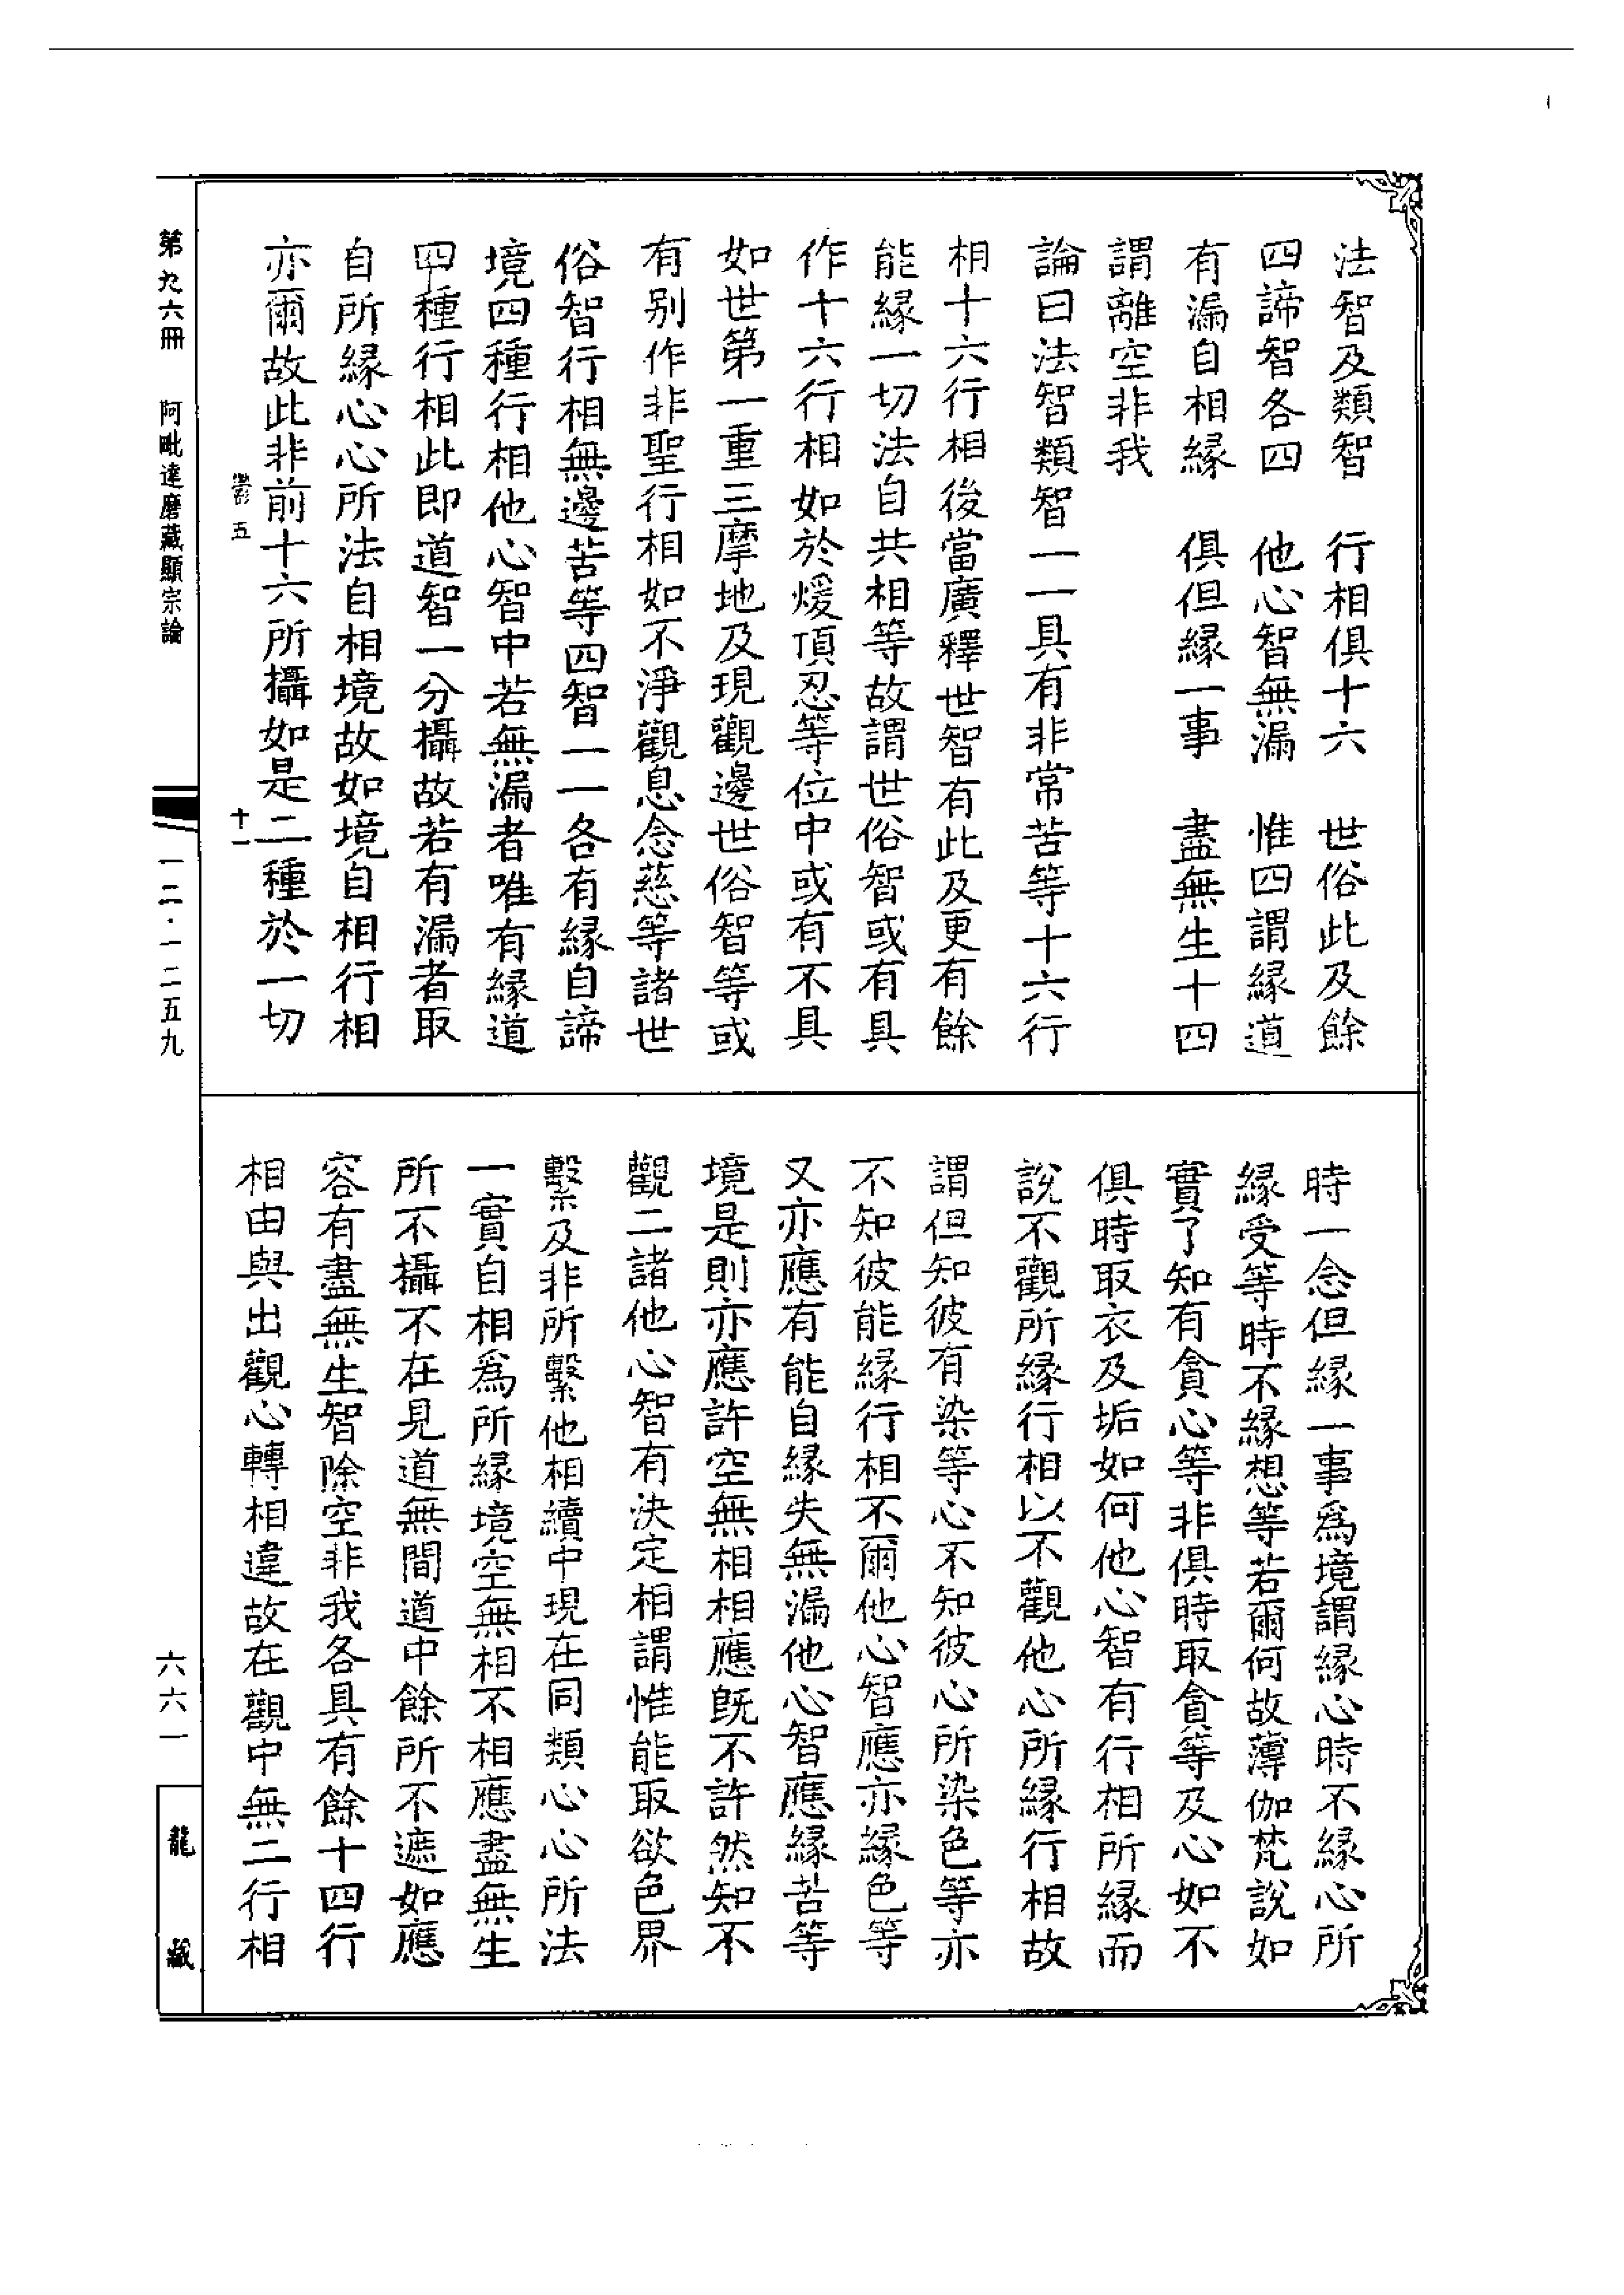 法智及類智　行相俱十六　世俗此及餘
四諦智各四　他心智無漏　惟四謂緣道
有漏自相緣　俱但緣一事　盡無生十四
謂離空非我
論曰法智類智一一具有非常苦等十六行
相十六行相後當廣釋世智有此及更有餘
能緣一切法自共相等故謂世俗智或有具
作十六行相如於煖頂忍等位中或有不具
如世第一重三摩地及現觀邊世俗智等或
有別作非聖行相如不淨觀息念慈等諸世
俗智行相無邊苦等四智一一各有緣自諦
境四種行相他心智中若無漏者唯有緣道
四種行相此即道智一分攝故若有漏者取
自所緣心心所法自相境故如境自相行相
亦爾故此非前十六所攝如是二種於一切
時一念但緣一事爲境謂緣心時不緣心所
緣受等時不緣想等若爾何故薄伽梵說如
實了知有貪心等非俱時取貪等及心如不
俱時取衣及垢如何他心智有行相所緣而
說不觀所緣行相以不觀他心所緣行相故
謂但知彼有染等心不知彼心所染色等亦
不知彼能緣行相不爾他心智應亦緣色等
又亦應有能自緣失無漏他心智應緣苦等
境是則亦應許空無相相應既不許然知不
觀二諸他心智有決定相謂惟能取欲色界
繫及非所繫他相續中現在同類心心所法
一實自相爲所緣境空無相不相應盡無生
所不攝不在見道無間道中餘所不遮如應
容有盡無生智除空非我各具有餘十四行
相由與出觀心轉相違故在觀中無二行相
第九六冊　阿毗達磨藏顯宗論
鬱五　十一
一二·一二五九
六六一
龍藏